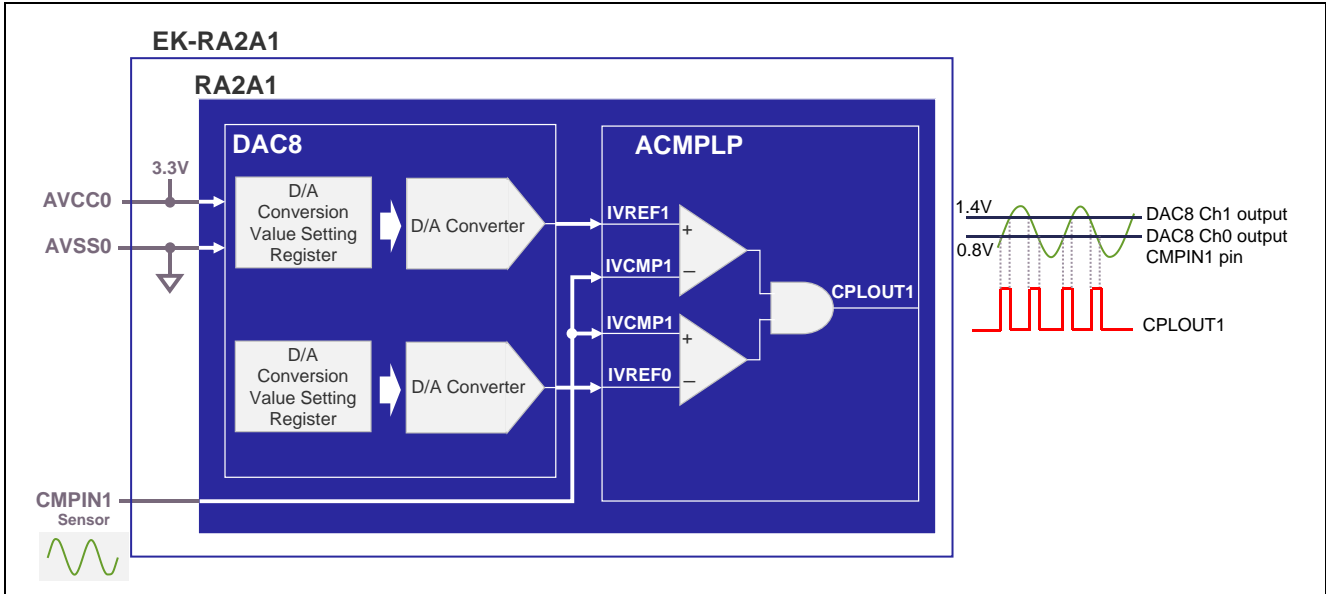 EK-RA2A1
RA2A1
DAC8
ACMPLP
3.3V
AVCC0
AVSS0
D/A
Conversion
Value Setting
Register
D/A Converter
IVREF1
+
IVCMP1
–
CPLOUT1
IVCMP1
+
IVREF0
–
D/A
Conversion
Value Setting
Register
D/A Converter
CMPIN1
Sensor
1.4V
DAC8 Ch1 output
DAC8 Ch0 output
0.8V
CMPIN1 pin
CPLOUT1